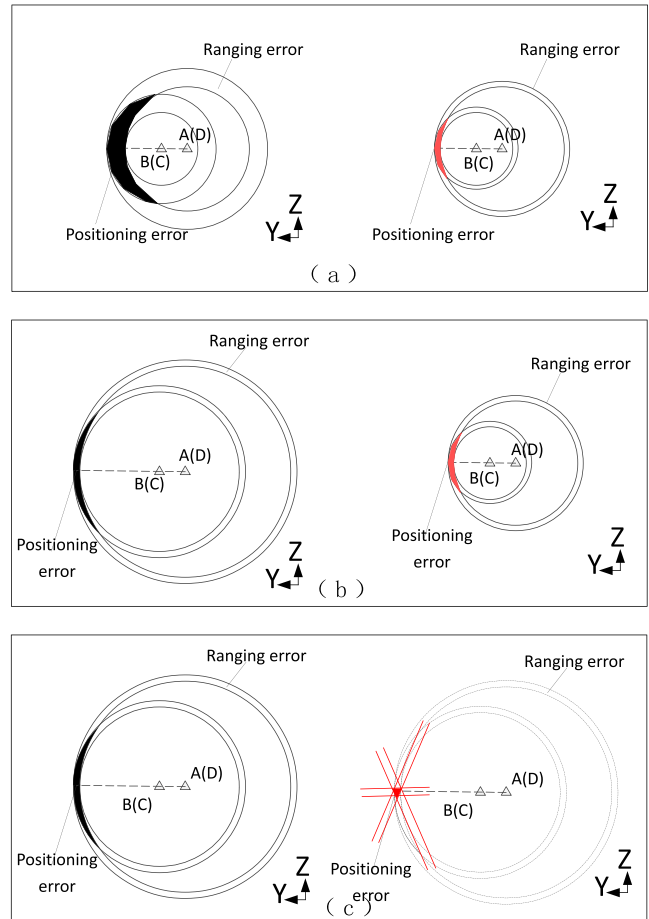 Ranging error
A(D)
B(C)
Positioning error
Z
Y
Ranging error
A(D)
B(C)
Positioning error
Z
Y
(a)
Ranging error
A(D)
B(C)
Positioning
error
Z
Y
Ranging error
A(D)
B(C)
Positioning
error
Z
Y
(b)
Ranging error
A(D)
B(C)
Positioning
error
Z
Y
Ranging error
A(D)
B(C)
Positioning
error
Z
Y
(c)